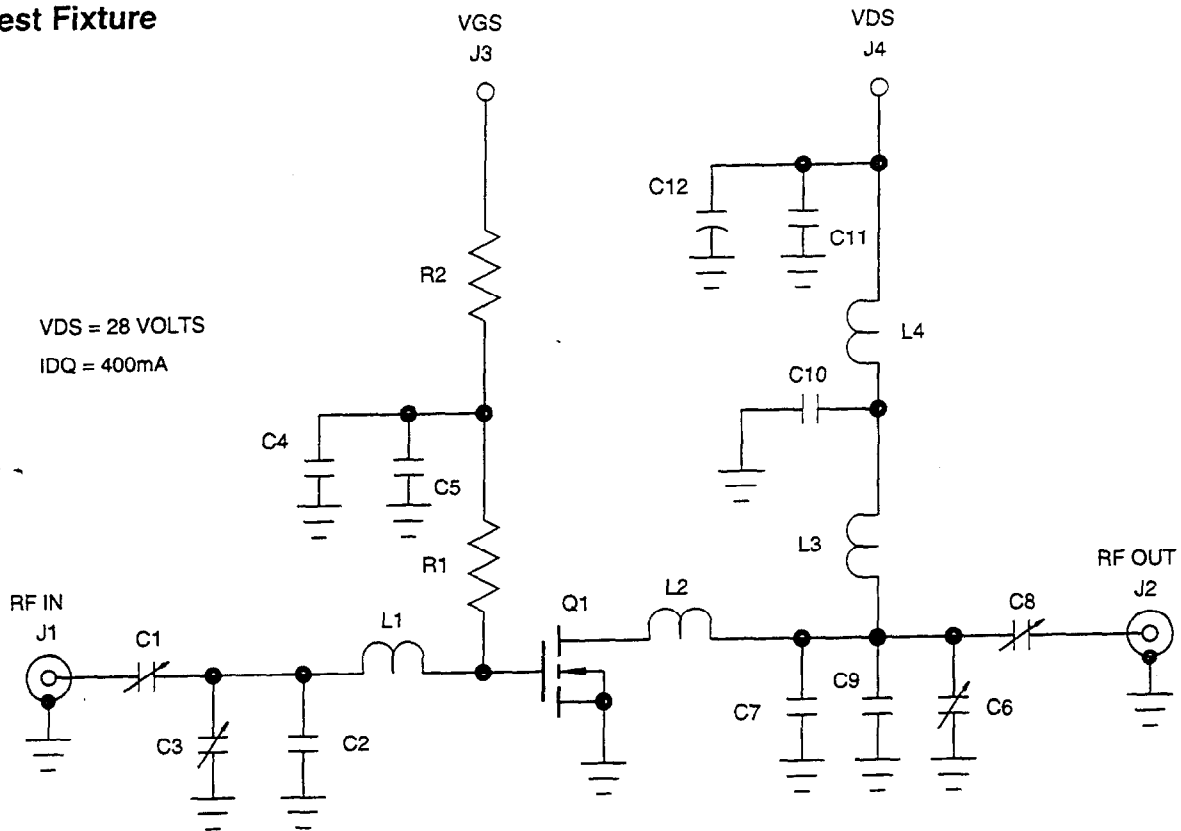 est Fixture
VGS
J3
VDS
J4
C12
C11
R2
VDS = 28 VOLTS
IDQ = 400mA
L4
C10
C4
C5
L3
R1
RF OUT
J2
RF IN
J1
C1
L1
Q1
L2
C8
C3
C2
C7
C9
C6